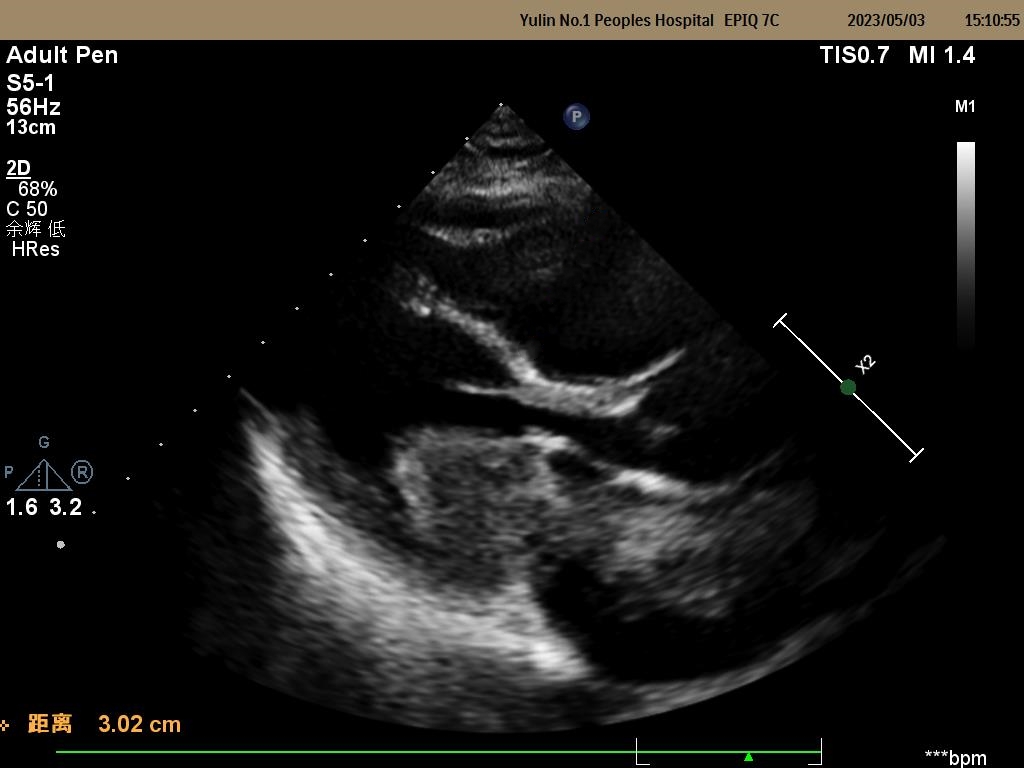 Yulin No.1 Peoples Hospital EPIQ 7C 2023/05/03 15:10:55
TIS0.7 MI 1.4
M1
Adult Pen
S5-1
56Hz
13cm
2D
68%
C 50
余辉 低
HRes
X2
P
G
P R
1.6 3.2
***bpm
距离 3.02 cm